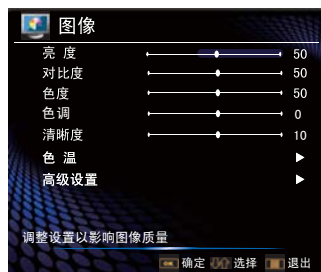 图像
亮 度 50
对比度 50
色度 50
色调 0
清晰度 10
色 温
高级设置
调整设置以影响图像质量
确定 选择 退出